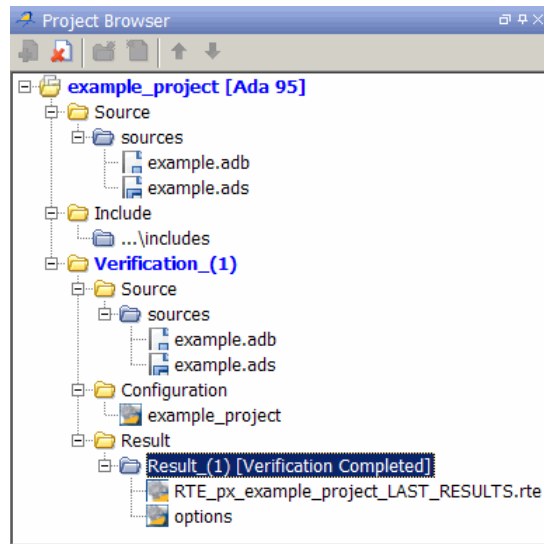 Project Browser
example_project [Ada 95]
Source
sources
example.adb
example.ads
Include
...\includes
Verification_(1)
Source
sources
example.adb
example.ads
Configuration
example_project
Result
Result_(1) [Verification Completed]
RTE_px_example_project_LAST_RESULTS.rte
options